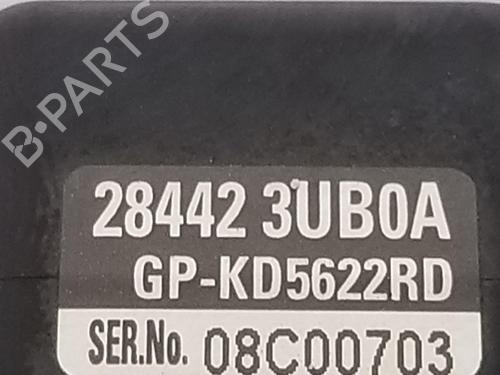 B-PARTS
28442 3UB0A
GP-KD5622RD
SER.No. 08C00703